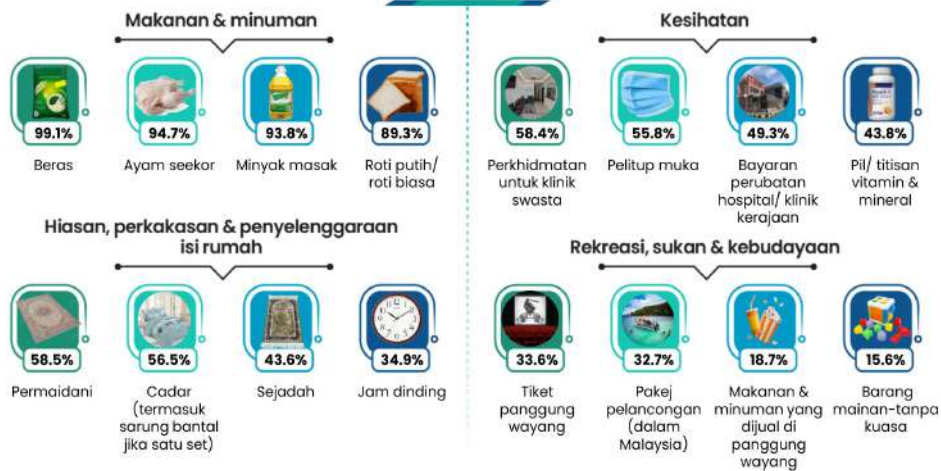 Makanan & minuman
99.1%
94.7%
93.8%
89.3%
Beras
Ayam seekor
Minyak masak
Roti putih/
roti biasa
Kesihatan
58.4%
55.8%
49.3%
43.8%
Perkhidmatan
untuk klinik
swasta
Pelitup muka
Bayaran
perubatan
hospital/ klinik
kerajaan
Pil/ titisan
vitamin &
mineral
Hiasan, perkakasan & penyelenggaraan
isi rumah
58.5%
56.5%
43.6%
34.9%
Permaidani
Cadar
(termasuk
sarung bantal
jika satu set)
Sejadah
Jam dinding
Rekreasi, sukan & kebudayaan
33.6%
32.7%
18.7%
15.6%
Tiket
panggung
wayang
Pakej
pelancongan
(dalam
Malaysia)
Makanan &
minuman yang
dijual di
panggung
wayang
Barang
mainan-tanpa
kuasa